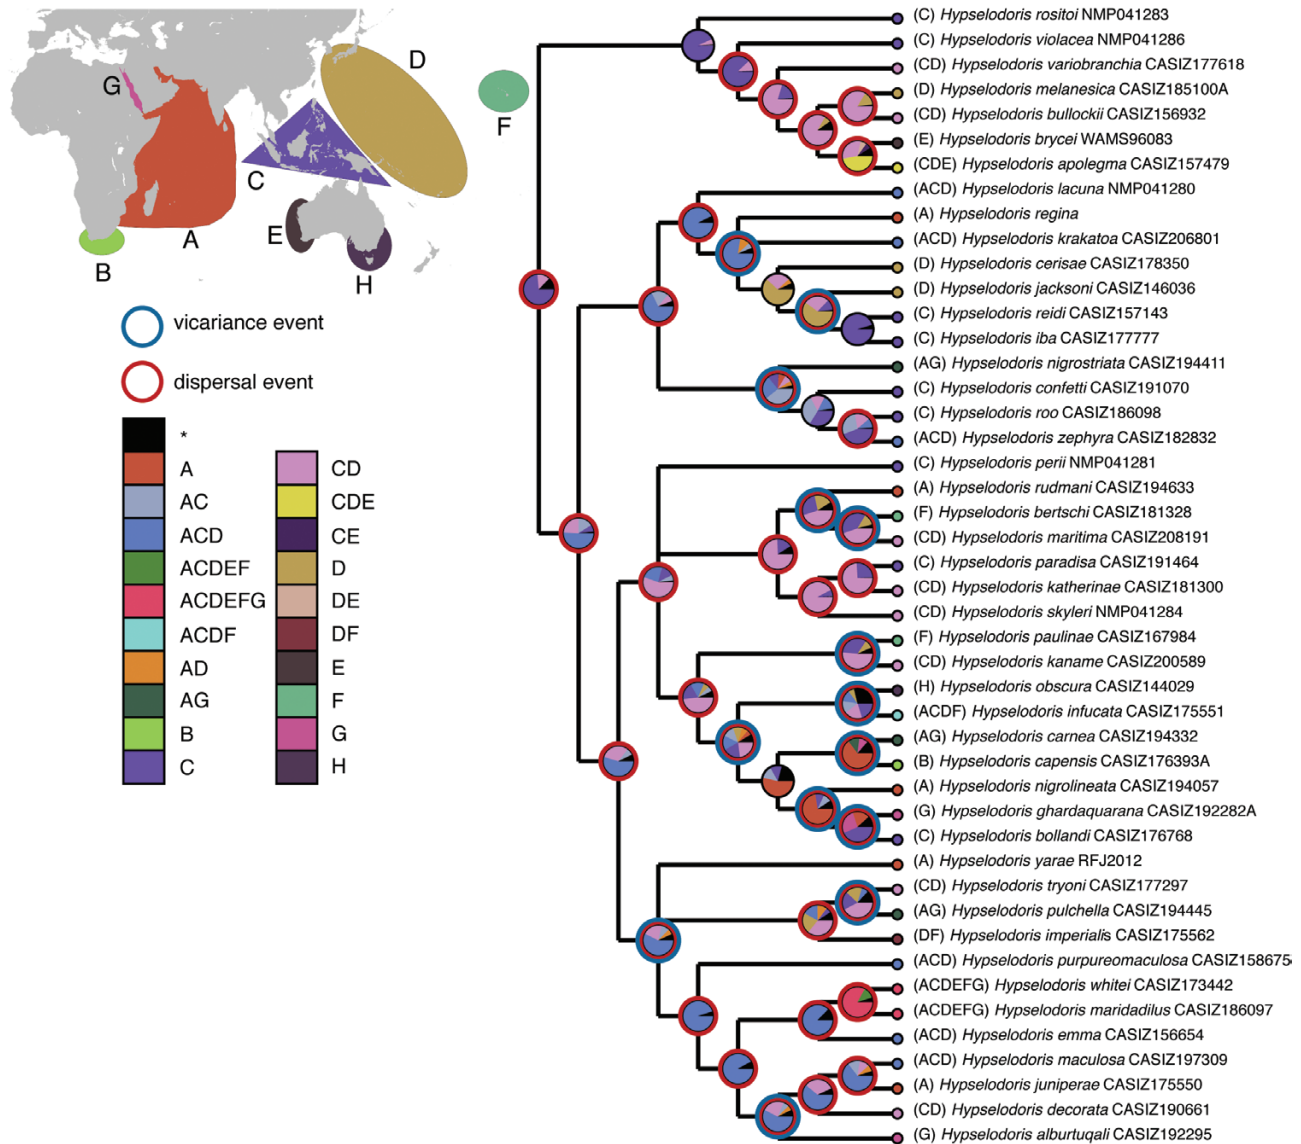 D
G
F
C
E
A
B
H
vicariance event
dispersal event
*
A
AC
ACD
ACDEF
ACDEFG
ACDF
AD
AG
B
C
CD
CDE
CE
D
DE
DF
E
F
G
H
(C) Hypselodoris rositoi NMP041283
(C) Hypselodoris violacea NMP041286
(CD) Hypselodoris variobranchia CASIZ177618
(D) Hypselodoris melanesica CASIZ185100A
(CD) Hypselodoris bullockii CASIZ156932
(E) Hypselodoris brycei WAMS96083
(CDE) Hypselodoris apolegma CASIZ157479
(ACD) Hypselodoris lacuna NMP041280
(A) Hypselodoris regina
(ACD) Hypselodoris krakatoa CASIZ206801
(D) Hypselodoris cerisae CASIZ178350
(D) Hypselodoris jacksoni CASIZ146036
(C) Hypselodoris reidi CASIZ157143
(C) Hypselodoris iba CASIZ177777
(AG) Hypselodoris nigrostriata CASIZ194411
(C) Hypselodoris confetti CASIZ191070
(C) Hypselodoris roo CASIZ186098
(ACD) Hypselodoris zephyra CASIZ182832
(C) Hypselodoris perii NMP041281
(A) Hypselodoris rudmani CASIZ194633
(F) Hypselodoris bertschi CASIZ181328
(CD) Hypselodoris maritima CASIZ208191
(C) Hypselodoris paradisa CASIZ191464
(CD) Hypselodoris katherinae CASIZ181300
(CD) Hypselodoris skyleri NMP041284
(F) Hypselodoris paulinae CASIZ167984
(CD) Hypselodoris kaname CASIZ200589
(H) Hypselodoris obscura CASIZ144029
(ACDF) Hypselodoris infucata CASIZ175551
(AG) Hypselodoris carnea CASIZ194332
(B) Hypselodoris capensis CASIZ176393A
(A) Hypselodoris nigrolineata CASIZ194057
(G) Hypselodoris ghardaquarana CASIZ192282A
(C) Hypselodoris bollandi CASIZ176768
(A) Hypselodoris yarae RFJ2012
(CD) Hypselodoris tryoni CASIZ177297
(AG) Hypselodoris pulchella CASIZ194445
(DF) Hypselodoris imperialis CASIZ175562
(ACD) Hypselodoris purpureomaculosa CASIZ158675
(ACDEFG) Hypselodoris whitei CASIZ173442
(ACDEFG) Hypselodoris maridadilus CASIZ186097
(ACD) Hypselodoris emma CASIZ156654
(ACD) Hypselodoris maculosa CASIZ197309
(A) Hypselodoris juniperae CASIZ175550
(CD) Hypselodoris decorata CASIZ190661
(G) Hypselodoris alburtuqali CASIZ192295